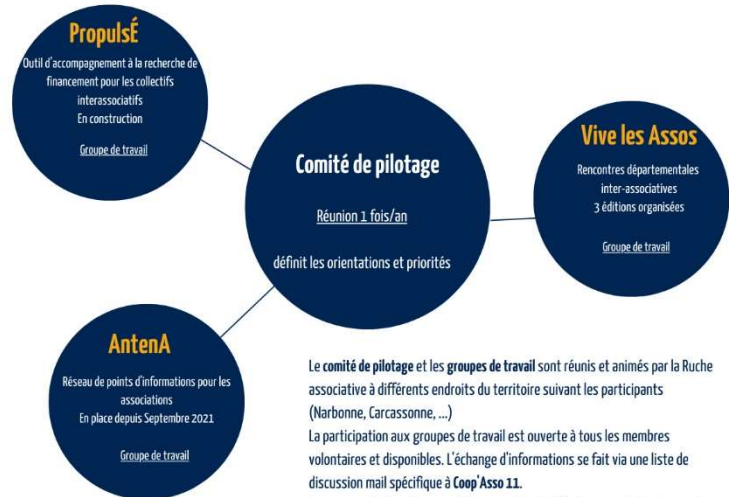 PropulsÉ
Outil d'accompagnement à la recherche de
financement pour les collectifs
interassociatifs
En construction
Groupe de travail
Comité de pilotage
Réunion 1 fois/an
définit les orientations et priorités
Vive les Assos
Rencontres départementales
inter-associatives
3 éditions organisées
Groupe de travail
AntenA
Réseau de points d'informations pour les
associations
En place depuis Septembre 2021
Groupe de travail
Le comité de pilotage et les groupes de travail sont réunis et animés par la Ruche
associative à différents endroits du territoire suivant les participants
(Narbonne, Carcassonne, ...)
La participation aux groupes de travail est ouverte à tous les membres
volontaires et disponibles. L'échange d'informations se fait via une liste de
discussion mail spécifique à Coop'Asso 11.